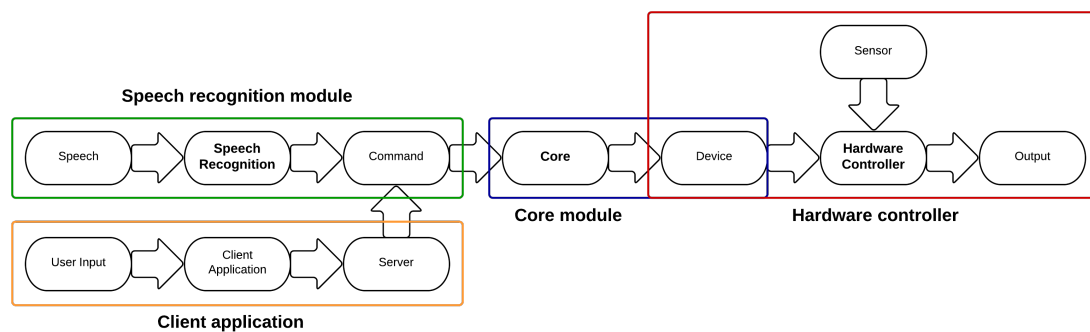 Sensor
Speech recognition module
Speech
Speech
Recognition
Command
Core
Device
Hardware
Controller
Output
Core module
Hardware controller
User Input
Client
Application
Server
Client application